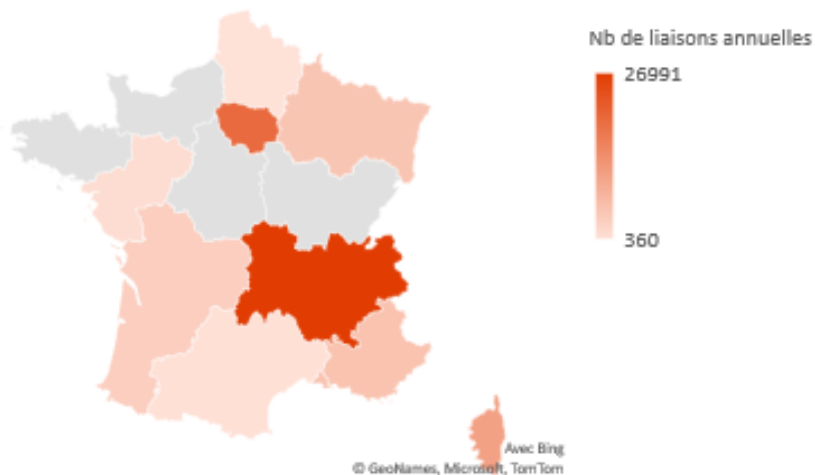 Nb de liaisons annuelles
26991
360
Avec Bing
© GeoNames, Microsoft, TomTom